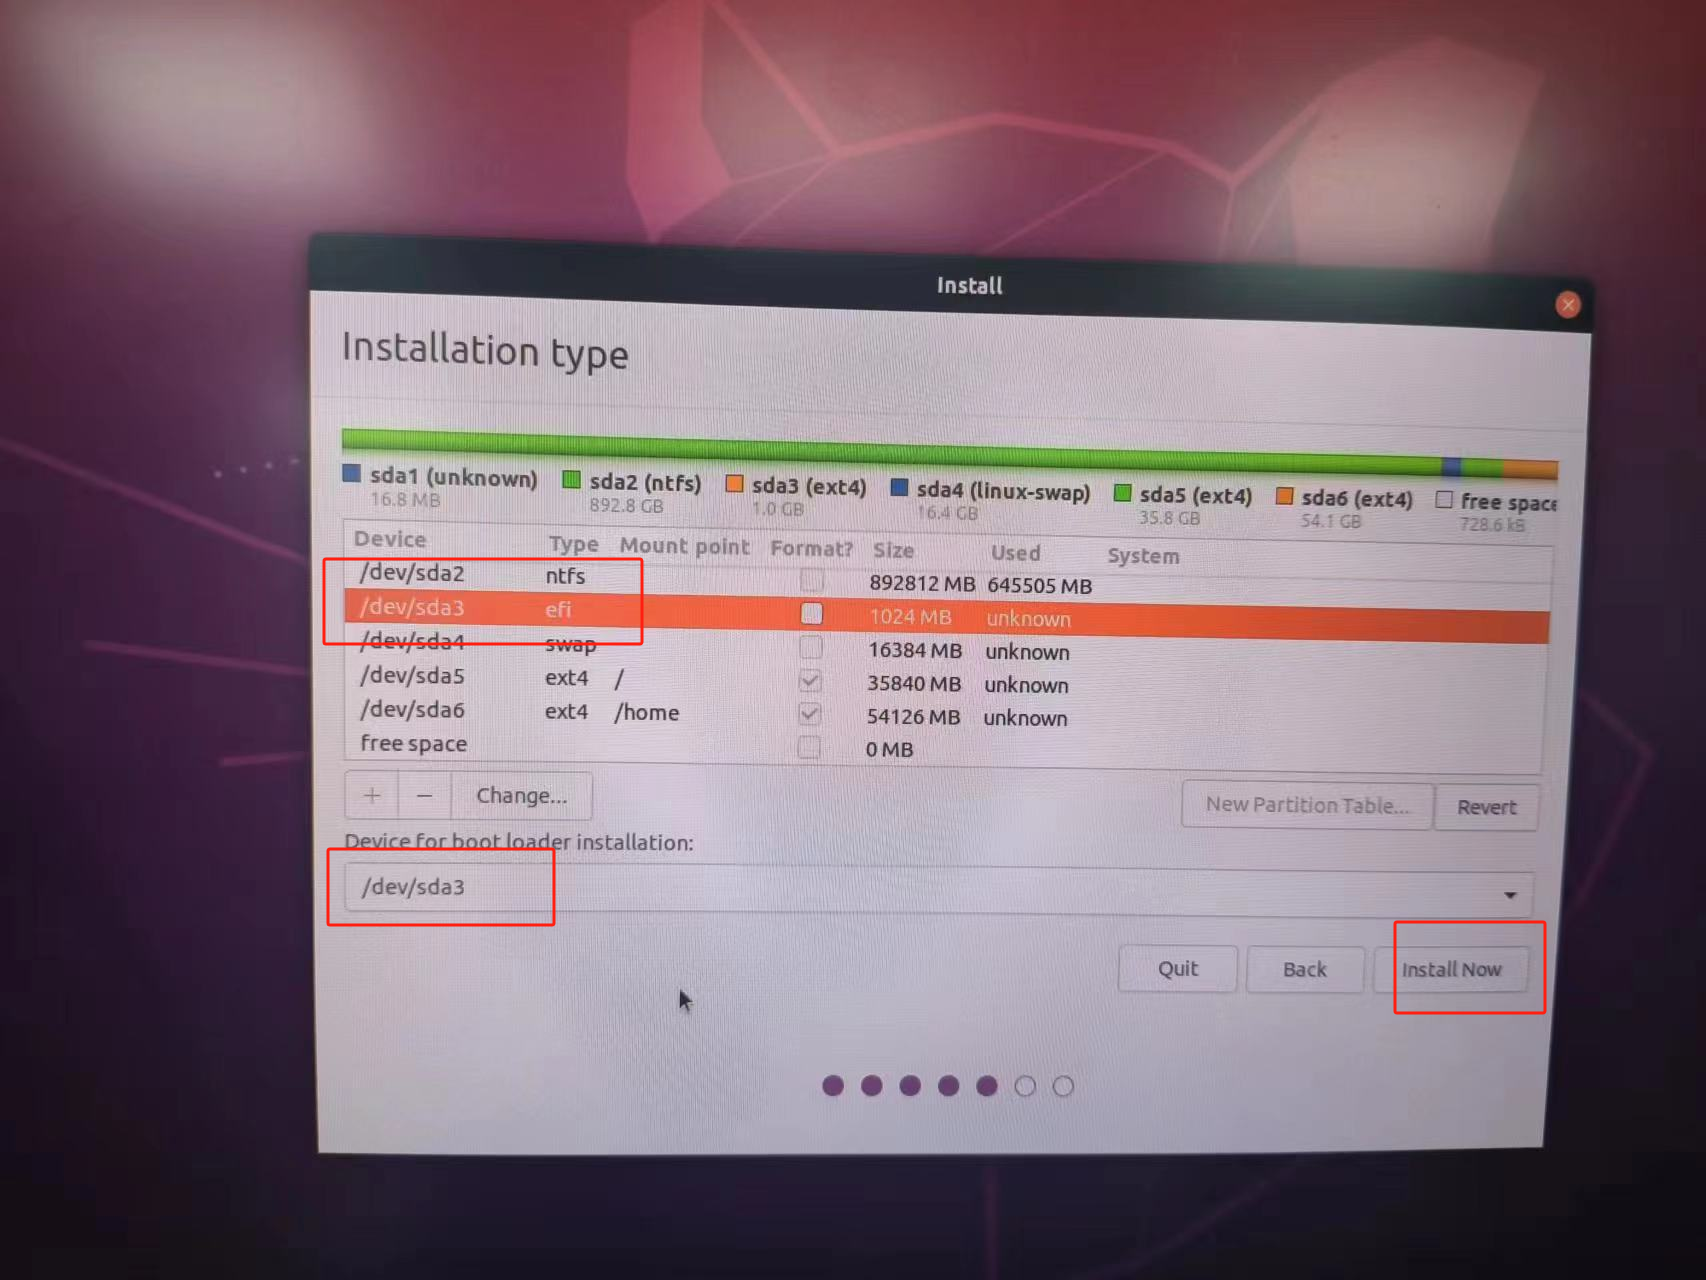 Install
Installation type
sda1 (unknown) sda2 (ntfs) sda3 (ext4) sda4 (linux-swap) sda5 (ext4) sda6 (ext4) free space
16.8 MB 892.8 GB 1.0 GB 16.4 GB 35.8 GB 54.1 GB 728.6 kB
Device Type Mount point Format? Size Used System
/dev/sda2 ntfs 892812 MB 645505 MB
/dev/sda3 efi 1024 MB unknown
/dev/sda4 swap 16384 MB unknown
/dev/sda5 ext4 / 35840 MB unknown
/dev/sda6 ext4 /home 54126 MB unknown
free space 0 MB
+ − Change... New Partition Table... Revert
Device for boot loader installation:
/dev/sda3
Quit Back Install Now